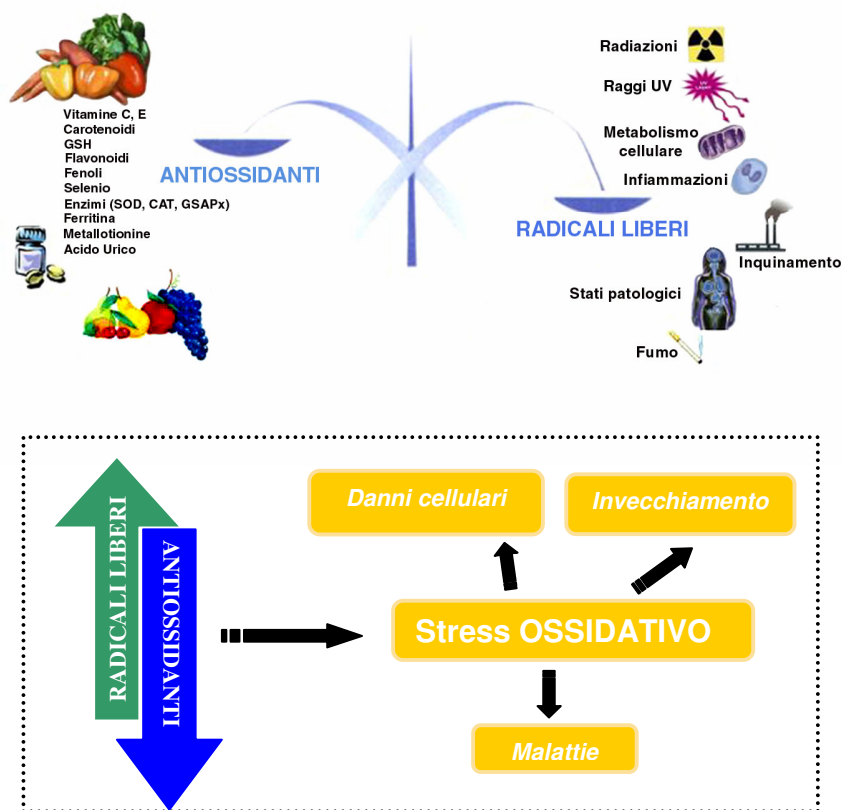 Vitamine C, E
Carotenoidi
GSH
Flavonoidi
Fenoli
Selenio
Enzimi (SOD, CAT, GSAPx)
Ferritina
Metallotionine
Acido Urico
ANTIOSSIDANTI
Radiazioni
Raggi UV
Metabolismo
cellulare
Infiammazioni
RADICALI LIBERI
Inquinamento
Stati patologici
Fumo
RADICALI LIBERI
ANTIOSSIDANTI
Danni cellulari
Invecchiamento
Stress OSSIDATIVO
Malattie